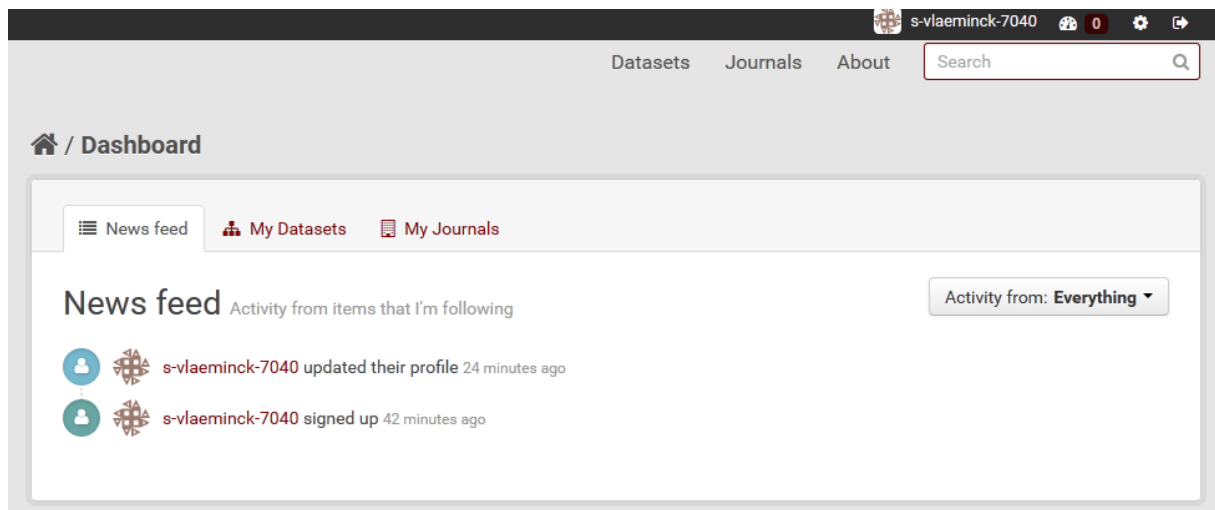 s-vlaeminck-7040 0
Datasets Journals About Search
/ Dashboard
News feed My Datasets My Journals
News feed Activity from items that I'm following Activity from: Everything
s-vlaeminck-7040 updated their profile 24 minutes ago
s-vlaeminck-7040 signed up 42 minutes ago